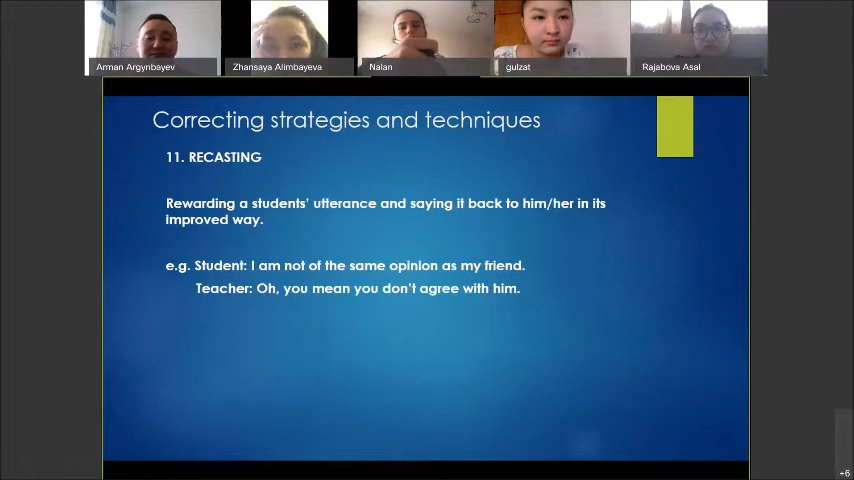 Arman Argynbayev
Zhansaya Alimbayeva
Nalan
gulzat
Rajabova Asal
Correcting strategies and techniques
11. RECASTING
Rewarding a students' utterance and saying it back to him/her in its
improved way.
e.g. Student: I am not of the same opinion as my friend.
Teacher: Oh, you mean you don't agree with him.
+6